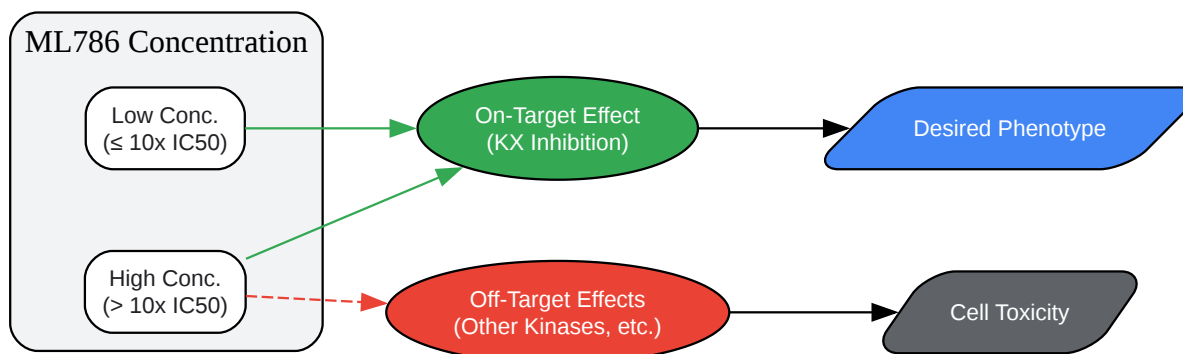 ML786 Concentration
Low Conc.
(≤ 10x IC50)
On-Target Effect
(KX Inhibition)
Desired Phenotype
High Conc.
(> 10x IC50)
Off-Target Effects
(Other Kinases, etc.)
Cell Toxicity